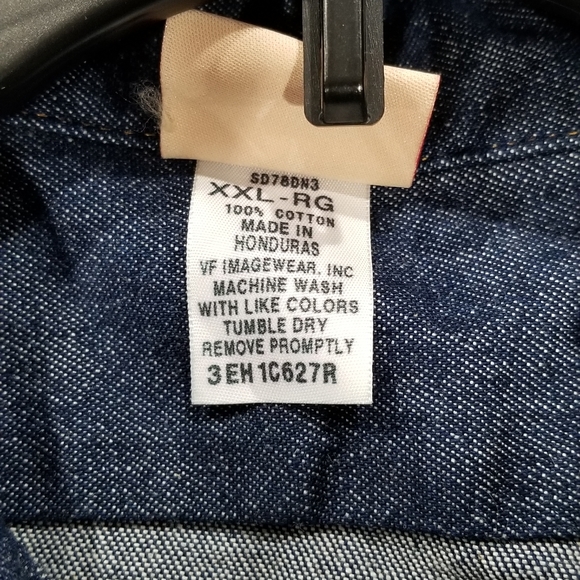 SD78DN3
XXL-RG
100% COTTON
MADE IN
HONDURAS
VF IMAGEWEAR, INC
MACHINE WASH
WITH LIKE COLORS
TUMBLE DRY
REMOVE PROMPTLY
3EH1C627R